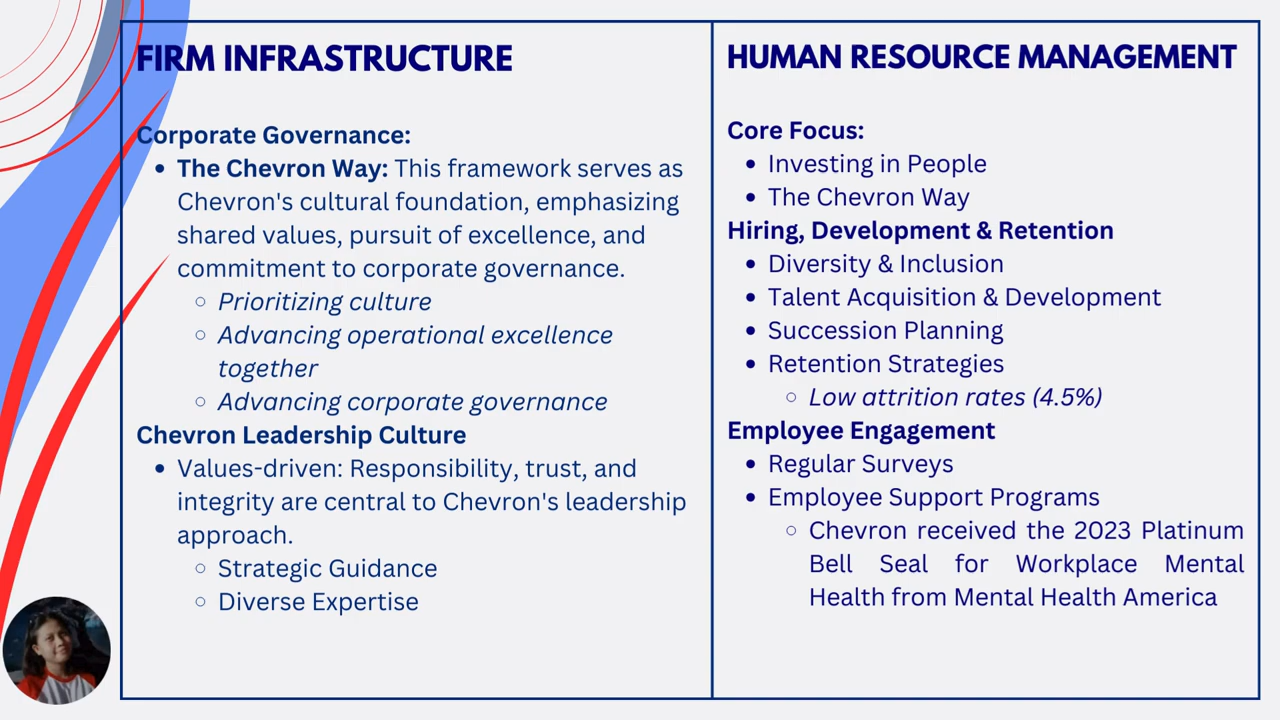 FIRM INFRASTRUCTURE
Corporate Governance:
The Chevron Way: This framework serves as
Chevron's cultural foundation, emphasizing
shared values, pursuit of excellence, and
commitment to corporate governance.
Prioritizing culture
Advancing operational excellence
together
Advancing corporate governance
Chevron Leadership Culture
Values-driven: Responsibility, trust, and
integrity are central to Chevron's leadership
approach.
Strategic Guidance
Diverse Expertise
HUMAN RESOURCE MANAGEMENT
Core Focus:
Investing in People
The Chevron Way
Hiring, Development & Retention
Diversity & Inclusion
Talent Acquisition & Development
Succession Planning
Retention Strategies
Low attrition rates (4.5%)
Employee Engagement
Regular Surveys
Employee Support Programs
Chevron received the 2023 Platinum
Bell Seal for Workplace Mental
Health from Mental Health America